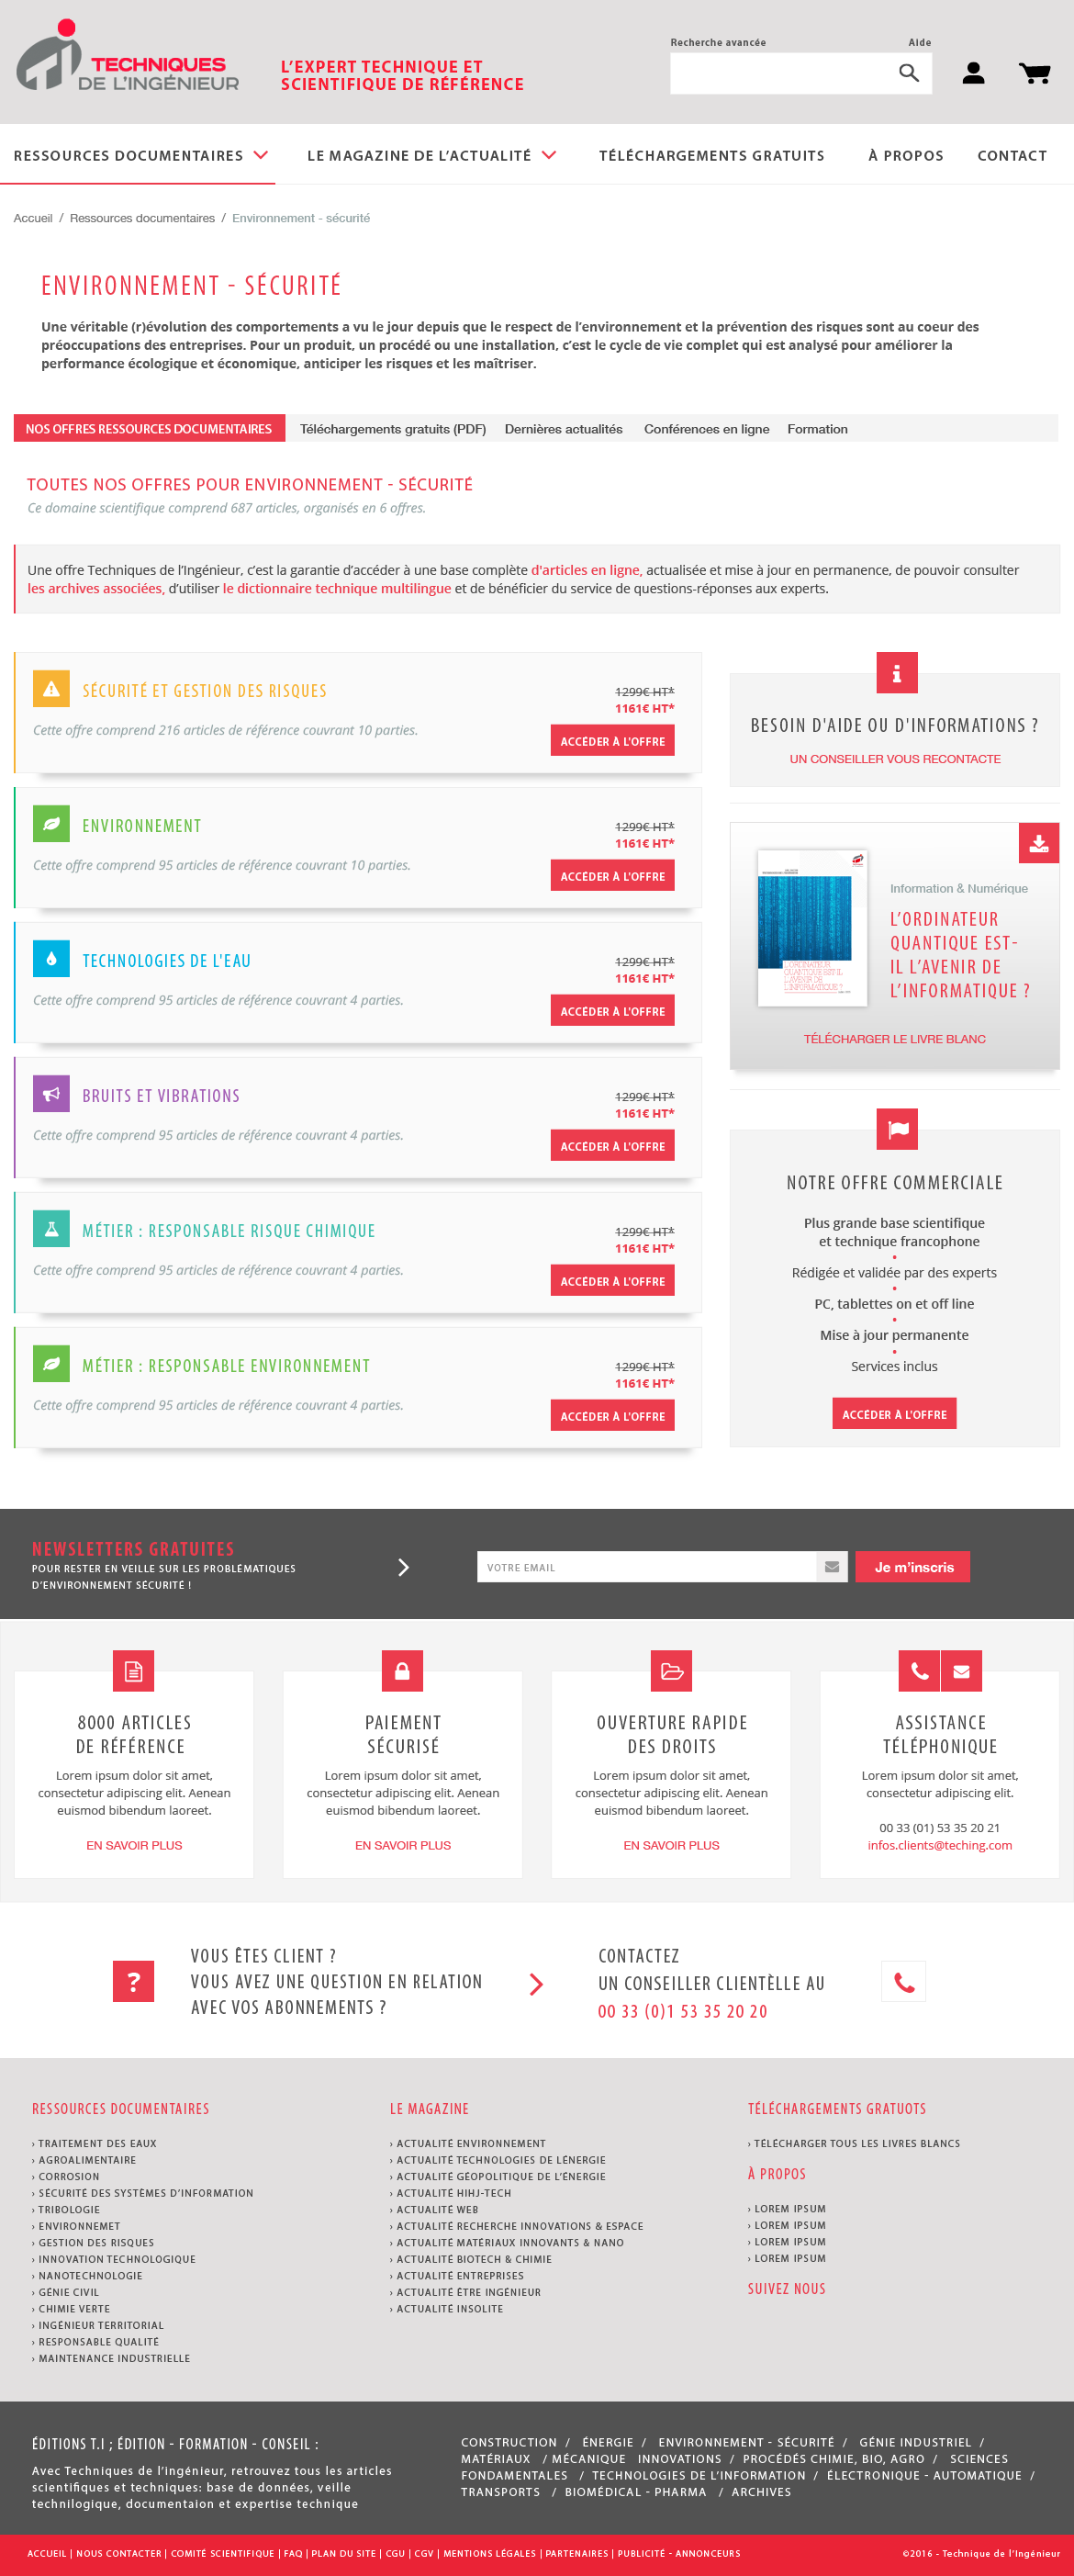 TECHNIQUES
DE L'INGÉNIEUR
L'EXPERT TECHNIQUE ET
SCIENTIFIQUE DE RÉFÉRENCE
Recherche avancée
Aide
RESSOURCES DOCUMENTAIRES
LE MAGAZINE DE L'ACTUALITÉ
TÉLÉCHARGEMENTS GRATUITS
À PROPOS
CONTACT
Accueil / Ressources documentaires / Environnement - sécurité
ENVIRONNEMENT - SÉCURITÉ
Une véritable (r)évolution des comportements a vu le jour depuis que le respect de l'environnement et la prévention des risques sont au coeur des
préoccupations des entreprises. Pour un produit, un procédé ou une installation, c'est le cycle de vie complet qui est analysé pour améliorer la
performance écologique et économique, anticiper les risques et les maîtriser.
NOS OFFRES RESSOURCES DOCUMENTAIRES
Téléchargements gratuits (PDF)
Dernières actualités
Conférences en ligne
Formation
TOUTES NOS OFFRES POUR ENVIRONNEMENT - SÉCURITÉ
Ce domaine scientifique comprend 687 articles, organisés en 6 offres.
Une offre Techniques de l'Ingénieur, c'est la garantie d'accéder à une base complète d'articles en ligne, actualisée et mise à jour en permanence, de pouvoir consulter
les archives associées, d'utiliser le dictionnaire technique multilingue et de bénéficier du service de questions-réponses aux experts.
SÉCURITÉ ET GESTION DES RISQUES
1299€ HT*
1161€ HT*
Cette offre comprend 216 articles de référence couvrant 10 parties.
ACCÉDER À L'OFFRE
ENVIRONNEMENT
1299€ HT*
1161€ HT*
Cette offre comprend 95 articles de référence couvrant 10 parties.
ACCÉDER À L'OFFRE
TECHNOLOGIES DE L'EAU
1299€ HT*
1161€ HT*
Cette offre comprend 95 articles de référence couvrant 4 parties.
ACCÉDER À L'OFFRE
BRUITS ET VIBRATIONS
1299€ HT*
1161€ HT*
Cette offre comprend 95 articles de référence couvrant 4 parties.
ACCÉDER À L'OFFRE
MÉTIER : RESPONSABLE RISQUE CHIMIQUE
1299€ HT*
1161€ HT*
Cette offre comprend 95 articles de référence couvrant 4 parties.
ACCÉDER À L'OFFRE
MÉTIER : RESPONSABLE ENVIRONNEMENT
1299€ HT*
1161€ HT*
Cette offre comprend 95 articles de référence couvrant 4 parties.
ACCÉDER À L'OFFRE
BESOIN D'AIDE OU D'INFORMATIONS ?
UN CONSEILLER VOUS RECONTACTE
L'ORDINATEUR
QUANTIQUE EST-IL
L'AVENIR DE
L'INFORMATIQUE ?
Information & Numérique
L'ORDINATEUR
QUANTIQUE EST-
IL L'AVENIR DE
L'INFORMATIQUE ?
TÉLÉCHARGER LE LIVRE BLANC
NOTRE OFFRE COMMERCIALE
Plus grande base scientifique
et technique francophone
•
Rédigée et validée par des experts
•
PC, tablettes on et off line
•
Mise à jour permanente
•
Services inclus
ACCÉDER À L'OFFRE
NEWSLETTERS GRATUITES
POUR RESTER EN VEILLE SUR LES PROBLÉMATIQUES
D'ENVIRONNEMENT SÉCURITÉ !
VOTRE EMAIL
Je m'inscris
8000 ARTICLES
DE RÉFÉRENCE
Lorem ipsum dolor sit amet,
consectetur adipiscing elit. Aenean
euismod bibendum laoreet.
EN SAVOIR PLUS
PAIEMENT
SÉCURISÉ
Lorem ipsum dolor sit amet,
consectetur adipiscing elit. Aenean
euismod bibendum laoreet.
EN SAVOIR PLUS
OUVERTURE RAPIDE
DES DROITS
Lorem ipsum dolor sit amet,
consectetur adipiscing elit. Aenean
euismod bibendum laoreet.
EN SAVOIR PLUS
ASSISTANCE
TÉLÉPHONIQUE
Lorem ipsum dolor sit amet,
consectetur adipiscing elit.
00 33 (01) 53 35 20 21
infos.clients@teching.com
?
VOUS ÊTES CLIENT ?
VOUS AVEZ UNE QUESTION EN RELATION
AVEC VOS ABONNEMENTS ?
CONTACTEZ
UN CONSEILLER CLIENTÈLLE AU
00 33 (0)1 53 35 20 20
RESSOURCES DOCUMENTAIRES
› TRAITEMENT DES EAUX
› AGROALIMENTAIRE
› CORROSION
› SÉCURITÉ DES SYSTÈMES D'INFORMATION
› TRIBOLOGIE
› ENVIRONNEMET
› GESTION DES RISQUES
› INNOVATION TECHNOLOGIQUE
› NANOTECHNOLOGIE
› GÉNIE CIVIL
› CHIMIE VERTE
› INGÉNIEUR TERRITORIAL
› RESPONSABLE QUALITÉ
› MAINTENANCE INDUSTRIELLE
LE MAGAZINE
› ACTUALITÉ ENVIRONNEMENT
› ACTUALITÉ TECHNOLOGIES DE LÉNERGIE
› ACTUALITÉ GÉOPOLITIQUE DE L'ÉNERGIE
› ACTUALITÉ HIHJ-TECH
› ACTUALITÉ WEB
› ACTUALITÉ RECHERCHE INNOVATIONS & ESPACE
› ACTUALITÉ MATÉRIAUX INNOVANTS & NANO
› ACTUALITÉ BIOTECH & CHIMIE
› ACTUALITÉ ENTREPRISES
› ACTUALITÉ ÊTRE INGÉNIEUR
› ACTUALITÉ INSOLITE
TÉLÉCHARGEMENTS GRATUOTS
› TÉLÉCHARGER TOUS LES LIVRES BLANCS
À PROPOS
› LOREM IPSUM
› LOREM IPSUM
› LOREM IPSUM
› LOREM IPSUM
SUIVEZ NOUS
ÉDITIONS T.I ; ÉDITION - FORMATION - CONSEIL :
Avec Techniques de l'ingénieur, retrouvez tous les articles
scientifiques et techniques: base de données, veille
technilogique, documentaion et expertise technique
CONSTRUCTION / ÉNERGIE / ENVIRONNEMENT - SÉCURITÉ / GÉNIE INDUSTRIEL /
MATÉRIAUX / MÉCANIQUE INNOVATIONS / PROCÉDÉS CHIMIE, BIO, AGRO / SCIENCES
FONDAMENTALES / TECHNOLOGIES DE L'INFORMATION / ÉLECTRONIQUE - AUTOMATIQUE /
TRANSPORTS / BIOMÉDICAL - PHARMA / ARCHIVES
ACCUEIL | NOUS CONTACTER | COMITÉ SCIENTIFIQUE | FAQ | PLAN DU SITE | CGU | CGV | MENTIONS LÉGALES | PARTENAIRES | PUBLICITÉ - ANNONCEURS
©2016 - Technique de l'Ingénieur